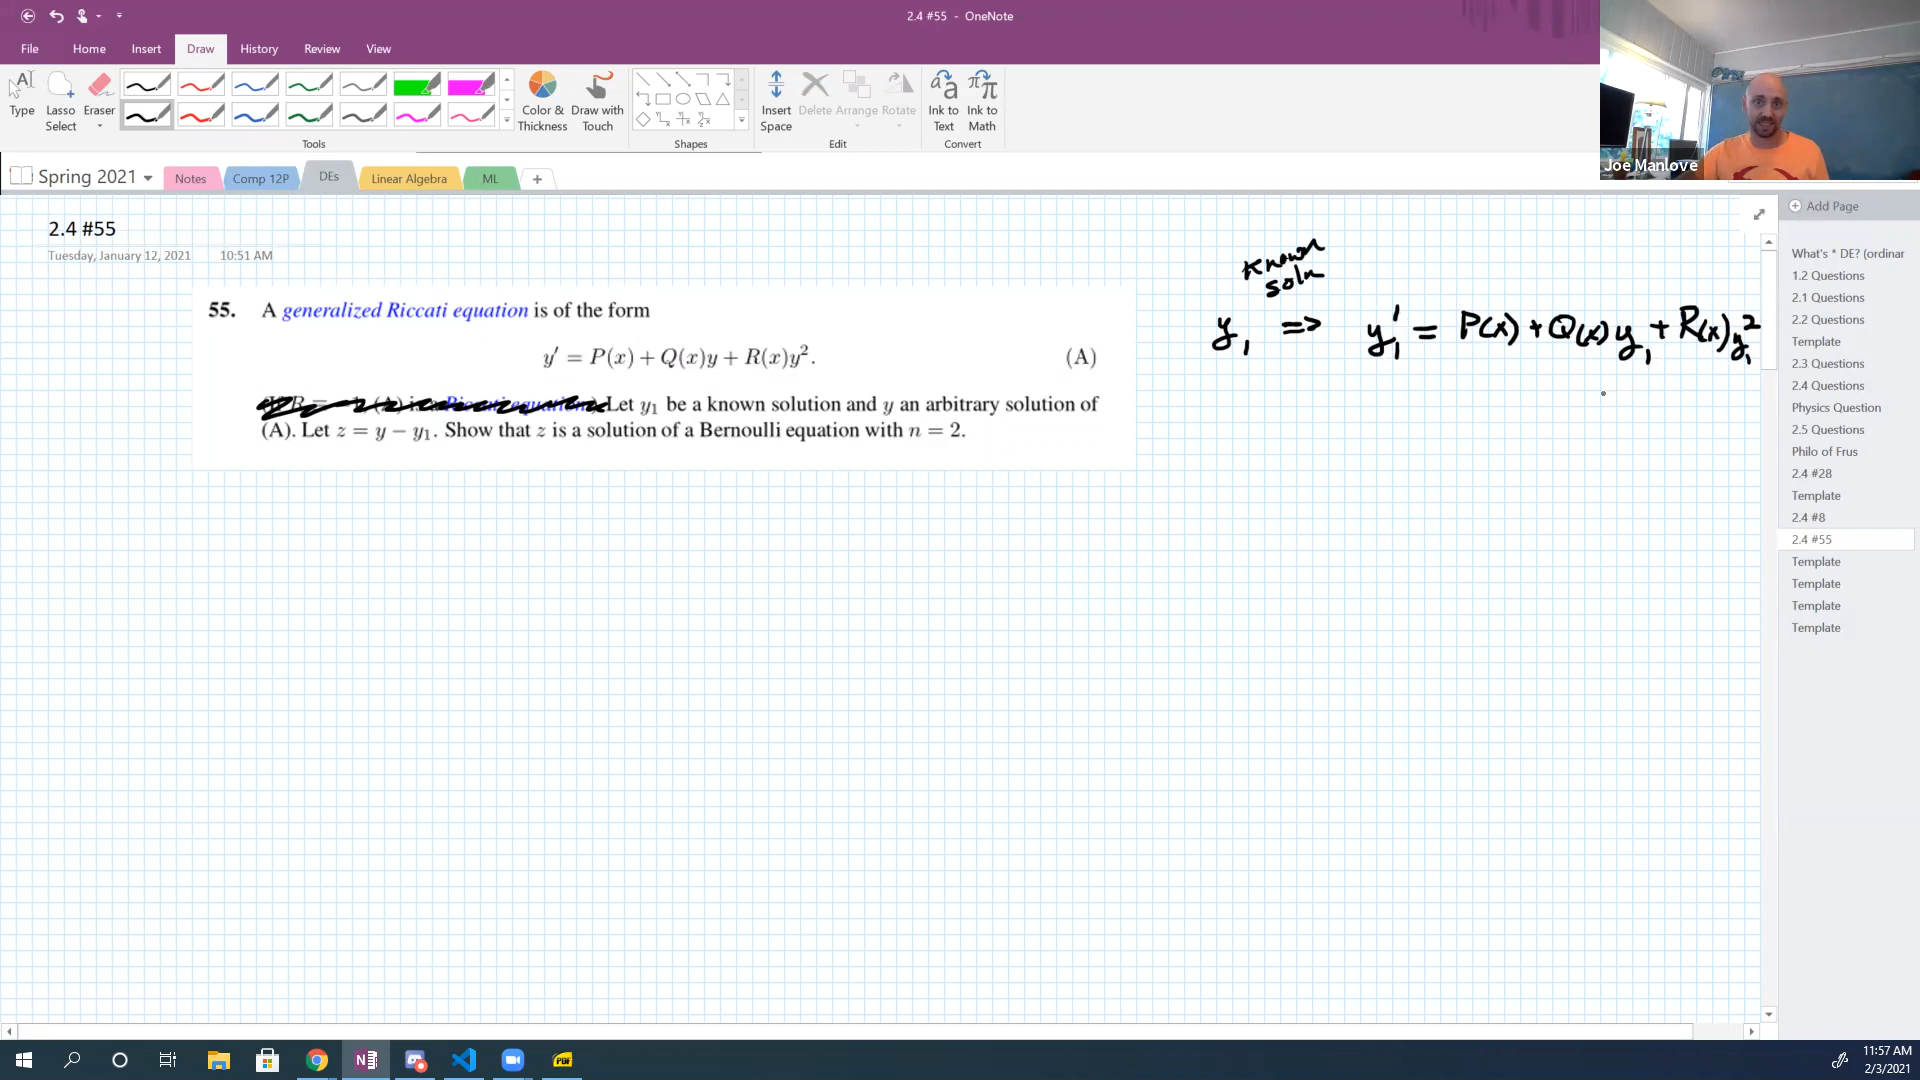 2.4 #55 - OneNote
File Home Insert Draw History Review View
Type Lasso Select Eraser Color & Thickness Draw with Touch Insert Space Delete Arrange Rotate Ink to Text Ink to Math
Tools Shapes Edit Convert
Joe Manlove
Spring 2021 Notes Comp 12P DEs Linear Algebra ML
2.4 #55
Tuesday, January 12, 2021 10:51 AM
55. A generalized Riccati equation is of the form
y′ = P(x) + Q(x)y + R(x)y². (A)
Let y₁ be a known solution and y an arbitrary solution of
(A). Let z = y − y₁. Show that z is a solution of a Bernoulli equation with n = 2.
known
soln
y₁ => y₁' = P(x) + Q(x)y₁ + R(x)y₁²
Add Page
What's * DE? (ordinar
1.2 Questions
2.1 Questions
2.2 Questions
Template
2.3 Questions
2.4 Questions
Physics Question
2.5 Questions
Philo of Frus
2.4 #28
Template
2.4 #8
2.4 #55
Template
Template
Template
Template
PDF
11:57 AM
2/3/2021